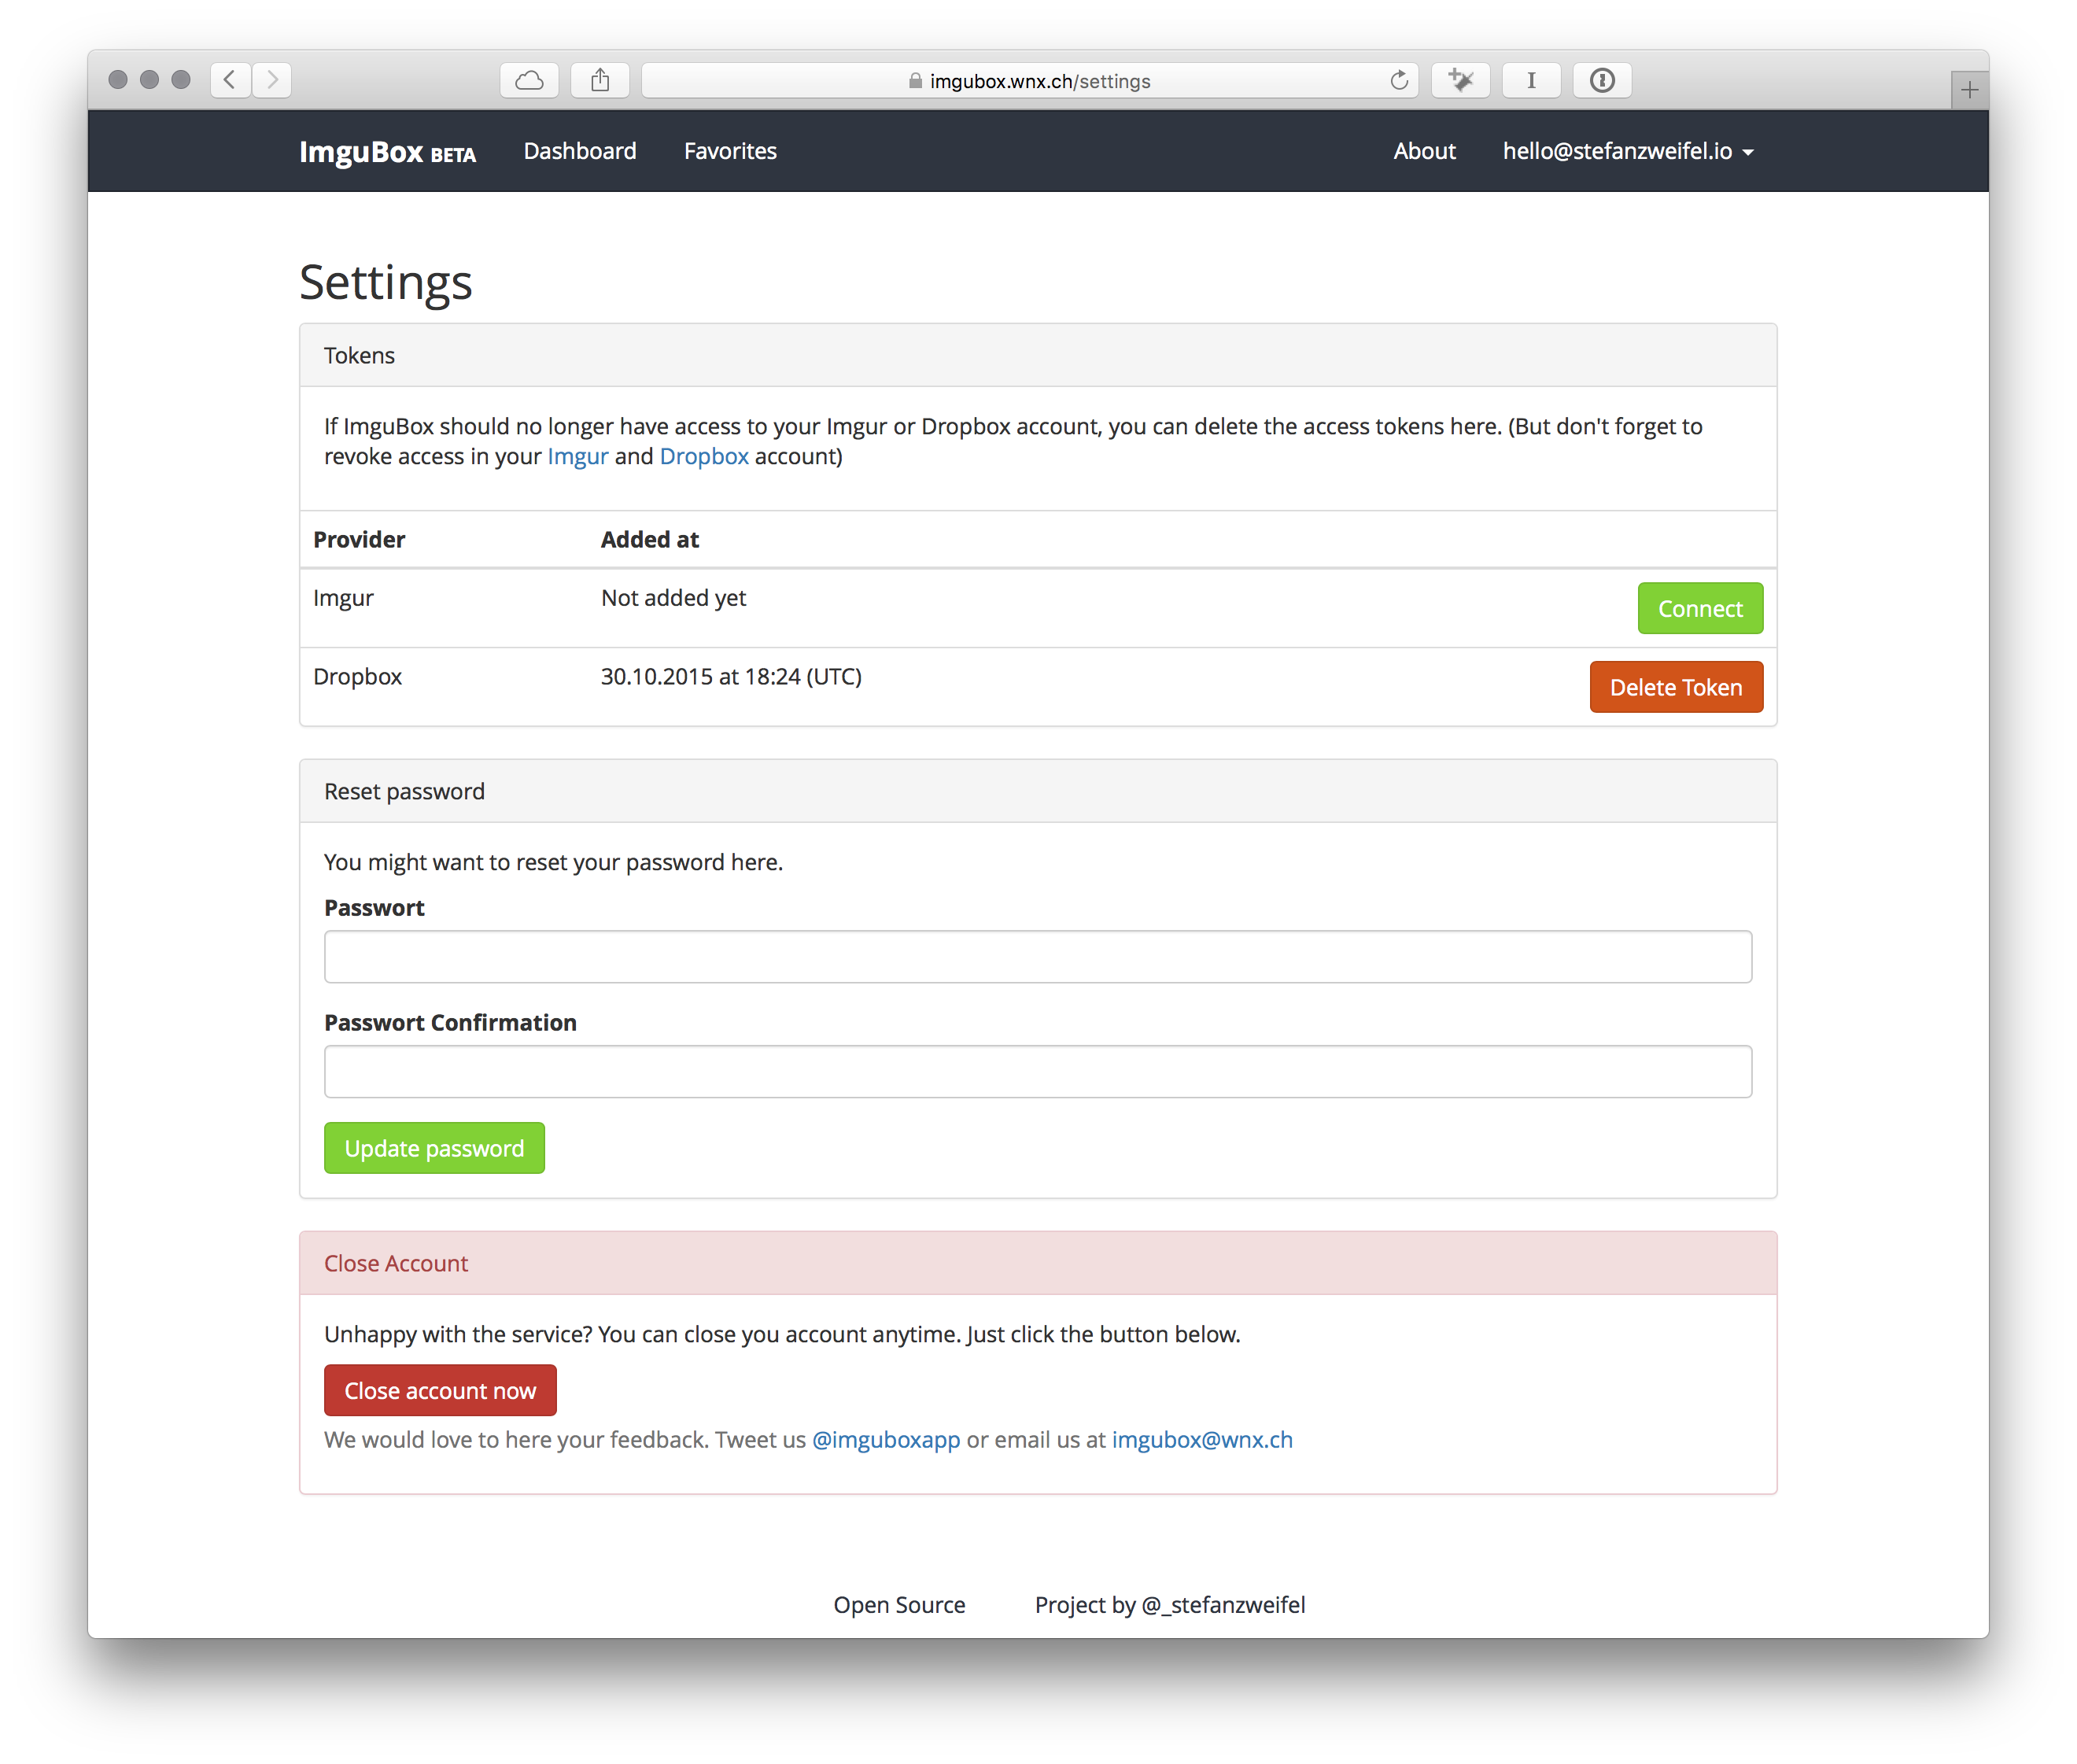 imgubox.wnx.ch/settings
ImguBox BETA Dashboard Favorites About hello@stefanzweifel.io
Settings
Tokens
If ImguBox should no longer have access to your Imgur or Dropbox account, you can delete the access tokens here. (But don't forget to
revoke access in your Imgur and Dropbox account)
Provider Added at
Imgur Not added yet Connect
Dropbox 30.10.2015 at 18:24 (UTC) Delete Token
Reset password
You might want to reset your password here.
Passwort
Passwort Confirmation
Update password
Close Account
Unhappy with the service? You can close you account anytime. Just click the button below.
Close account now
We would love to here your feedback. Tweet us @imguboxapp or email us at imgubox@wnx.ch
Open Source Project by @_stefanzweifel